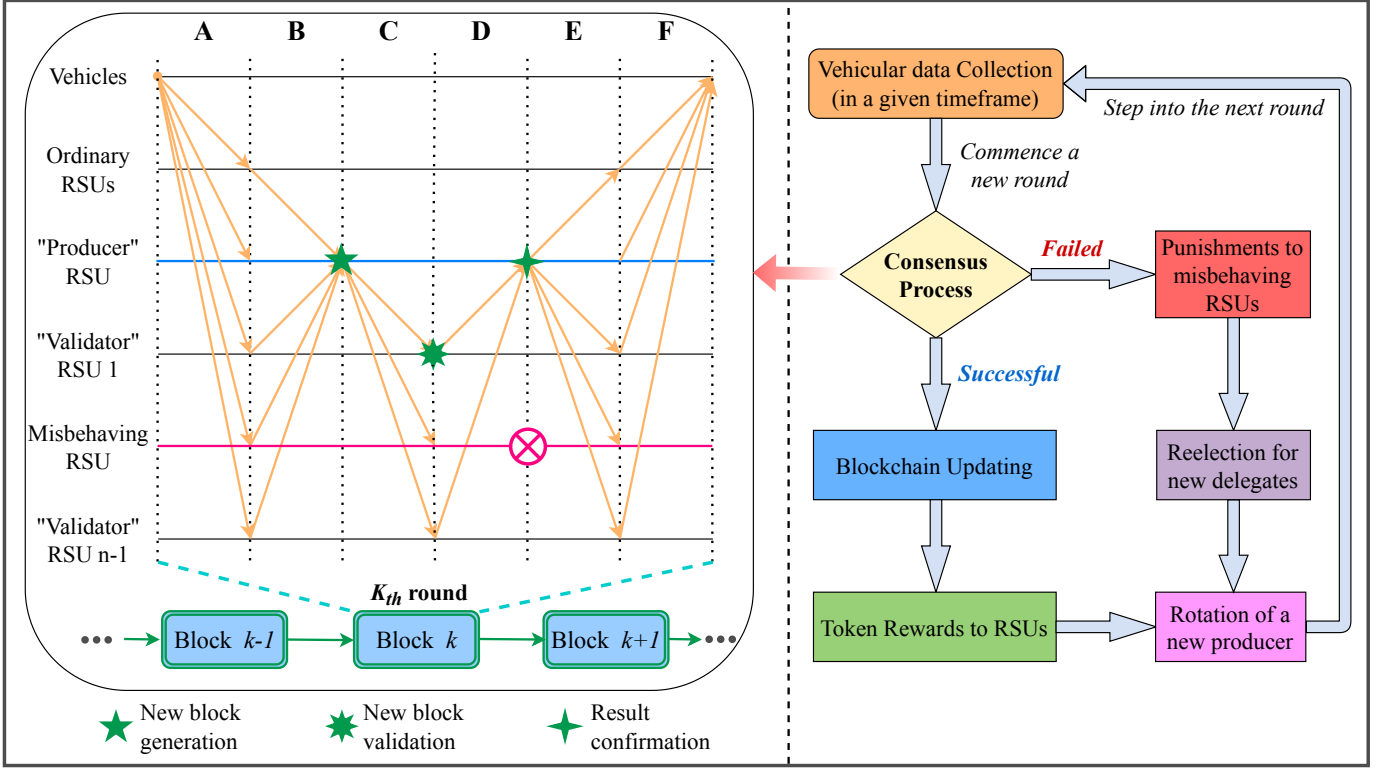 A B C D E F
Vehicles
Ordinary
RSUs
"Producer"
RSU
"Validator"
RSU 1
Misbehaving
RSU
"Validator"
RSU n-1
Kth round
Block k-1
Block k
Block k+1
New block
generation
New block
validation
Result
confirmation
Vehicular data Collection
(in a given timeframe)
Step into the next round
Commence a
new round
Consensus
Process
Failed
Punishments to
misbehaving
RSUs
Successful
Blockchain Updating
Reelection for
new delegates
Token Rewards to RSUs
Rotation of a
new producer